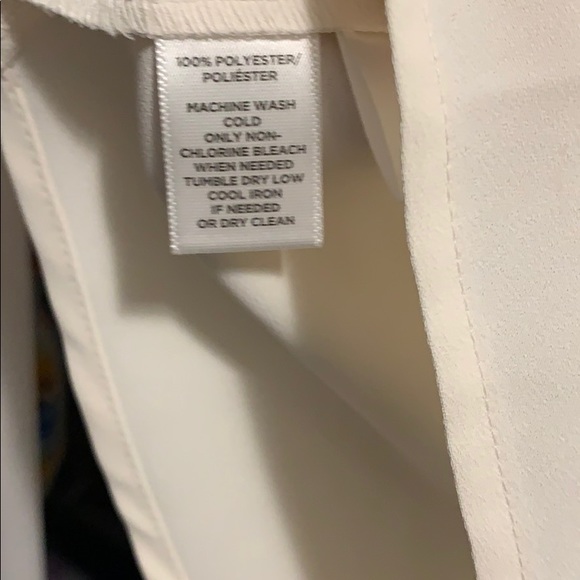 100% POLYESTER/
POLIÉSTER
MACHINE WASH
COLD
ONLY NON-
CHLORINE BLEACH
WHEN NEEDED
TUMBLE DRY LOW
COOL IRON
IF NEEDED
OR DRY CLEAN